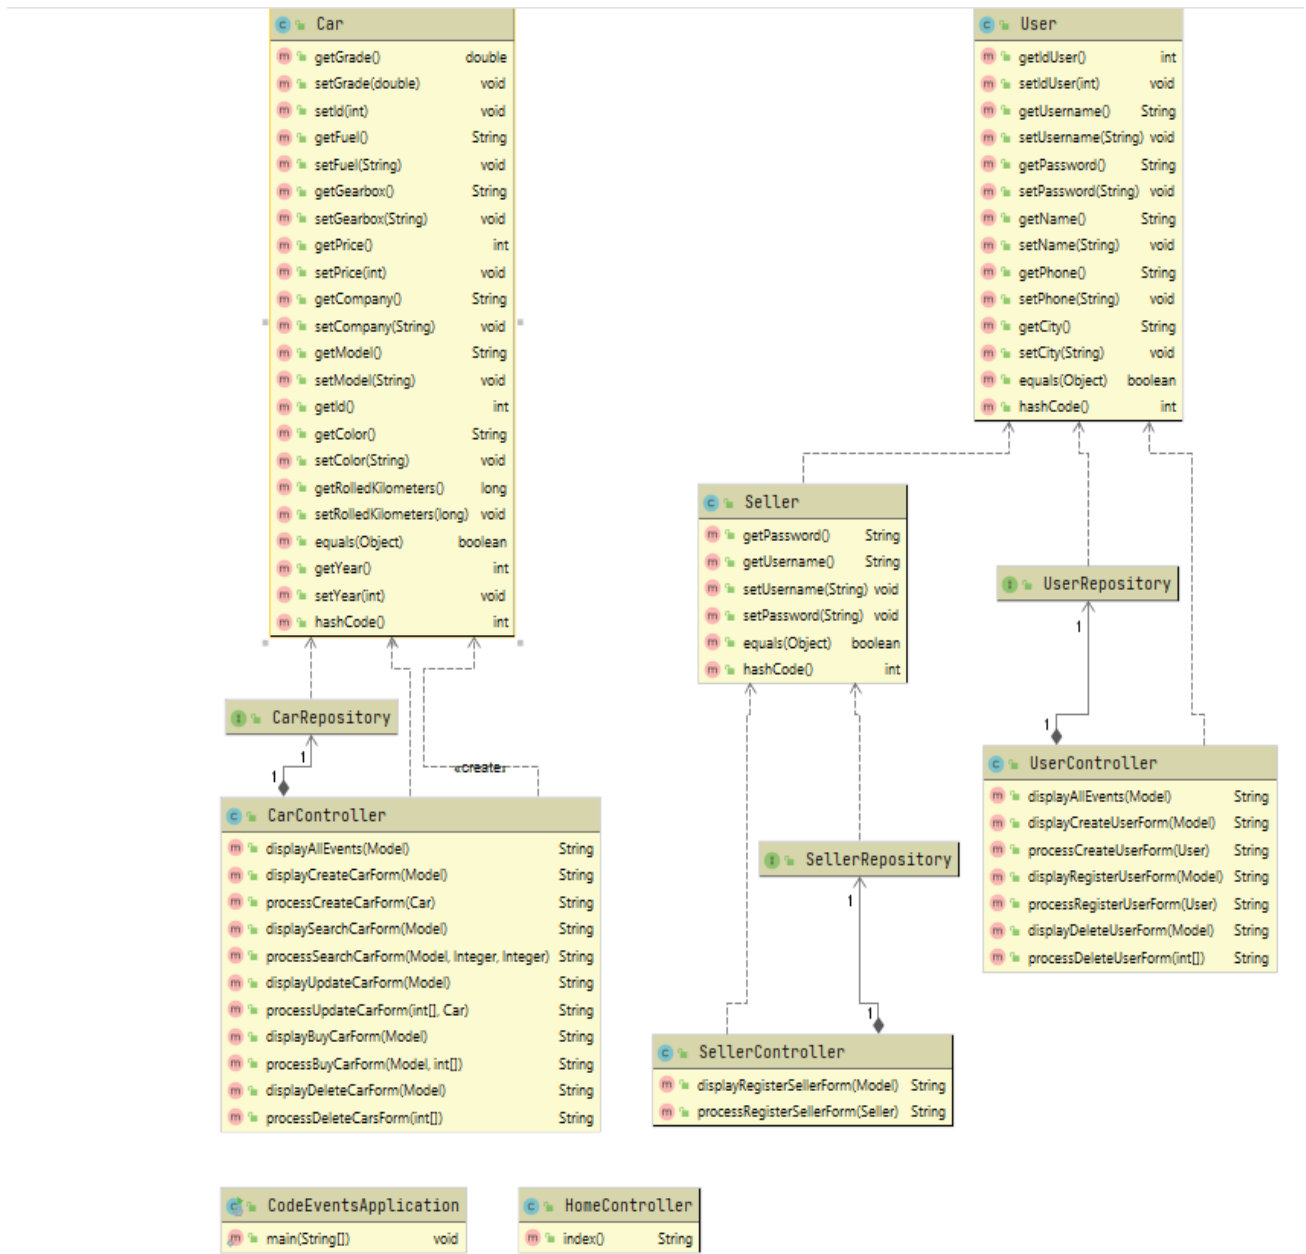 Car
getGrade() double
setGrade(double) void
setId(int) void
getFuel() String
setFuel(String) void
getGearbox() String
setGearbox(String) void
getPrice() int
setPrice(int) void
getCompany() String
setCompany(String) void
getModel() String
setModel(String) void
getId() int
getColor() String
setColor(String) void
getRolledKilometers() long
setRolledKilometers(long) void
equals(Object) boolean
getYear() int
setYear(int) void
hashCode() int
User
getIdUser() int
setIdUser(int) void
getUsername() String
setUsername(String) void
getPassword() String
setPassword(String) void
getName() String
setName(String) void
getPhone() String
setPhone(String) void
getCity() String
setCity(String) void
equals(Object) boolean
hashCode() int
Seller
getPassword() String
getUsername() String
setUsername(String) void
setPassword(String) void
equals(Object) boolean
hashCode() int
UserRepository
1
1
CarRepository
1
1
«create»
CarController
displayAllEvents(Model) String
displayCreateCarForm(Model) String
processCreateCarForm(Car) String
displaySearchCarForm(Model) String
processSearchCarForm(Model, Integer, Integer) String
displayUpdateCarForm(Model) String
processUpdateCarForm(int[], Car) String
displayBuyCarForm(Model) String
processBuyCarForm(Model, int[]) String
displayDeleteCarForm(Model) String
processDeleteCarsForm(int[]) String
UserController
displayAllEvents(Model) String
displayCreateUserForm(Model) String
processCreateUserForm(User) String
displayRegisterUserForm(Model) String
processRegisterUserForm(User) String
displayDeleteUserForm(Model) String
processDeleteUserForm(int[]) String
SellerRepository
1
1
SellerController
displayRegisterSellerForm(Model) String
processRegisterSellerForm(Seller) String
CodeEventsApplication
main(String[]) void
HomeController
index() String